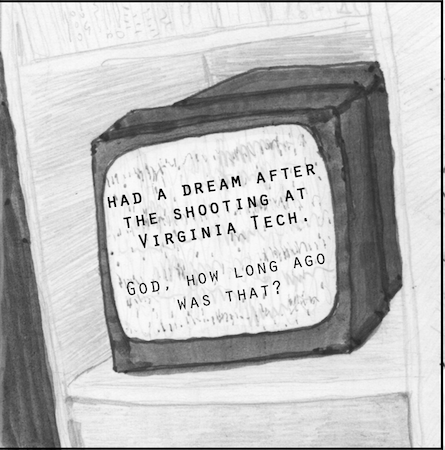 HAD A DREAM AFTER
THE SHOOTING AT
VIRGINIA TECH.
GOD, HOW LONG AGO
WAS THAT?